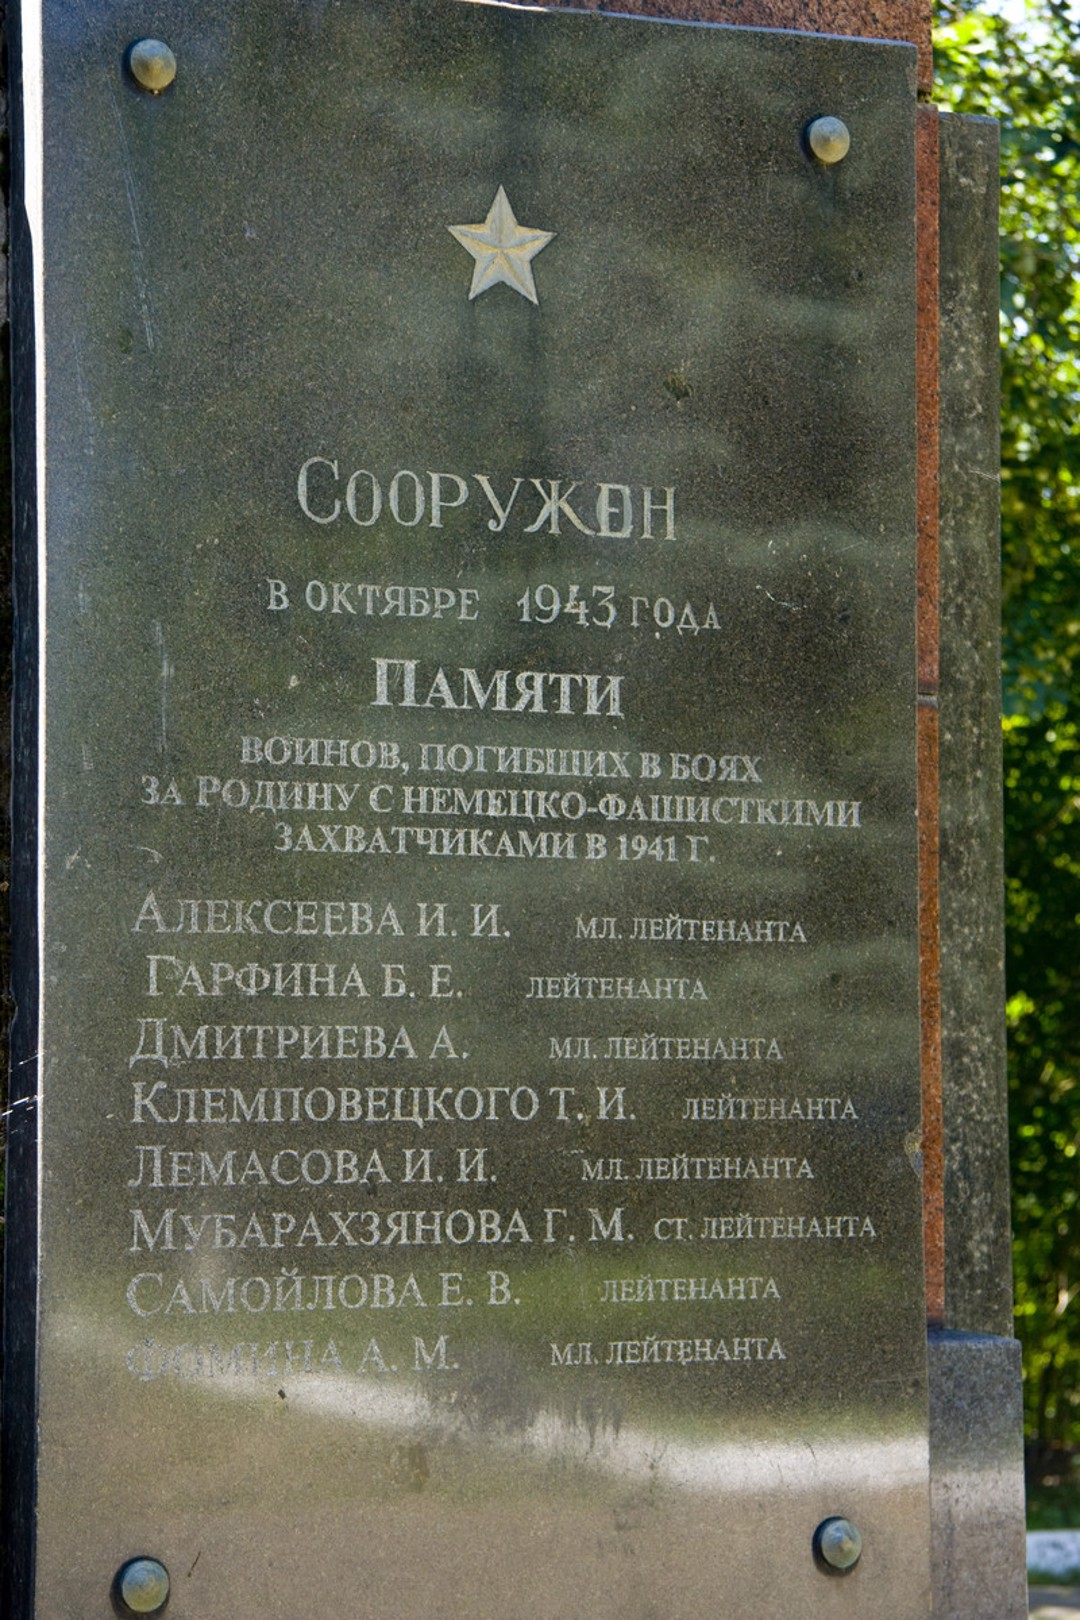 Сооружен
в октябре 1943 года
Памяти
воинов, погибших в боях
за Родину с немецко-фашисткими
захватчиками в 1941 г.
Алексеева И. И. мл. лейтенанта
Гарфина Б. Е. лейтенанта
Дмитриева А. мл. лейтенанта
Клемповецкого Т. И. лейтенанта
Лемасова И. И. мл. лейтенанта
Мубарахзянова Г. М. ст. лейтенанта
Самойлова Е. В. лейтенанта
А. М. мл. лейтенанта